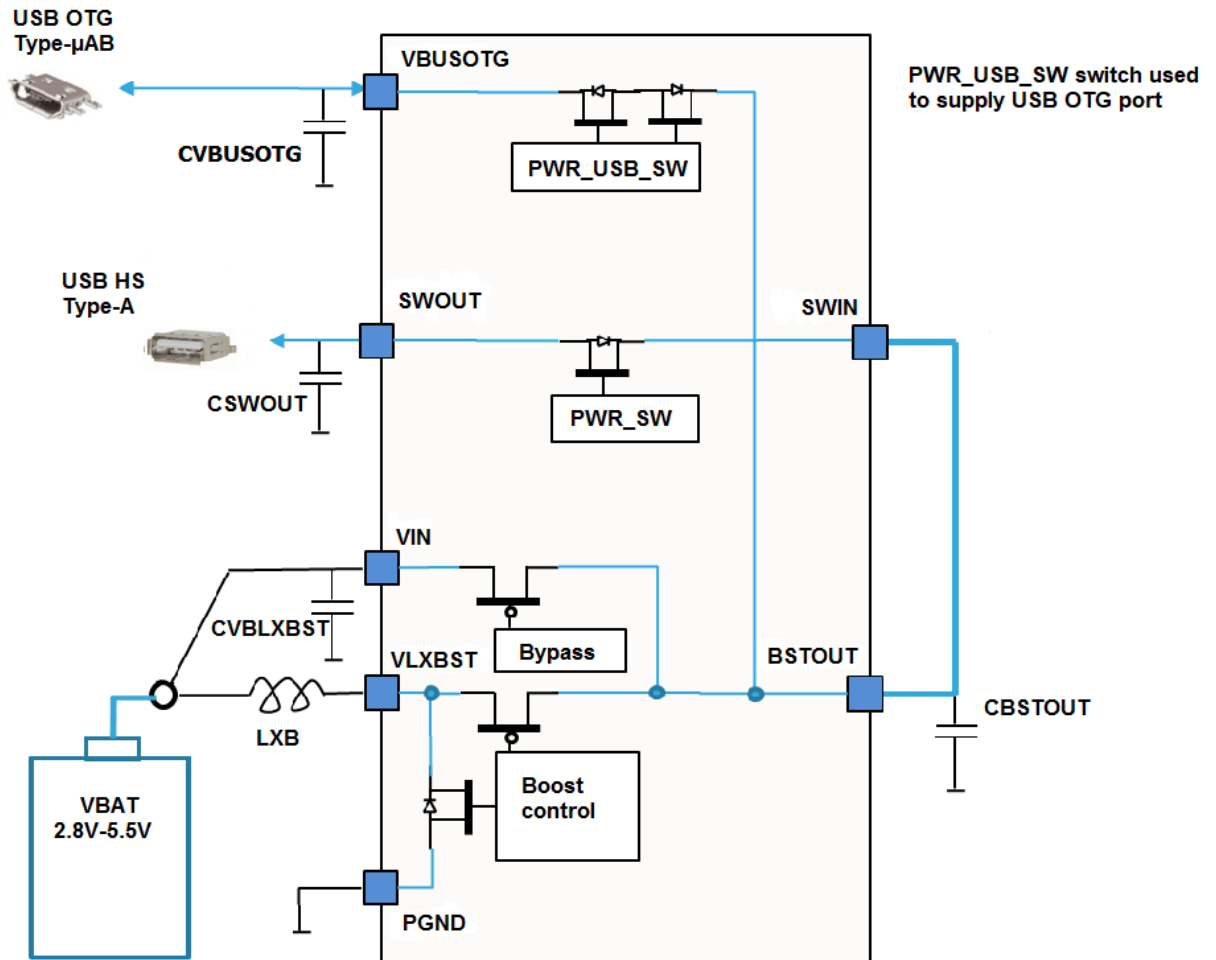 USB OTG
Type-µAB
VBUSOTG
PWR_USB_SW switch used
to supply USB OTG port
CVBUSOTG
PWR_USB_SW
USB HS
Type-A
SWOUT
SWIN
CSWOUT
PWR_SW
VIN
CVBLXBST
Bypass
VLXBST
BSTOUT
LXB
CBSTOUT
Boost
control
VBAT
2.8V-5.5V
PGND